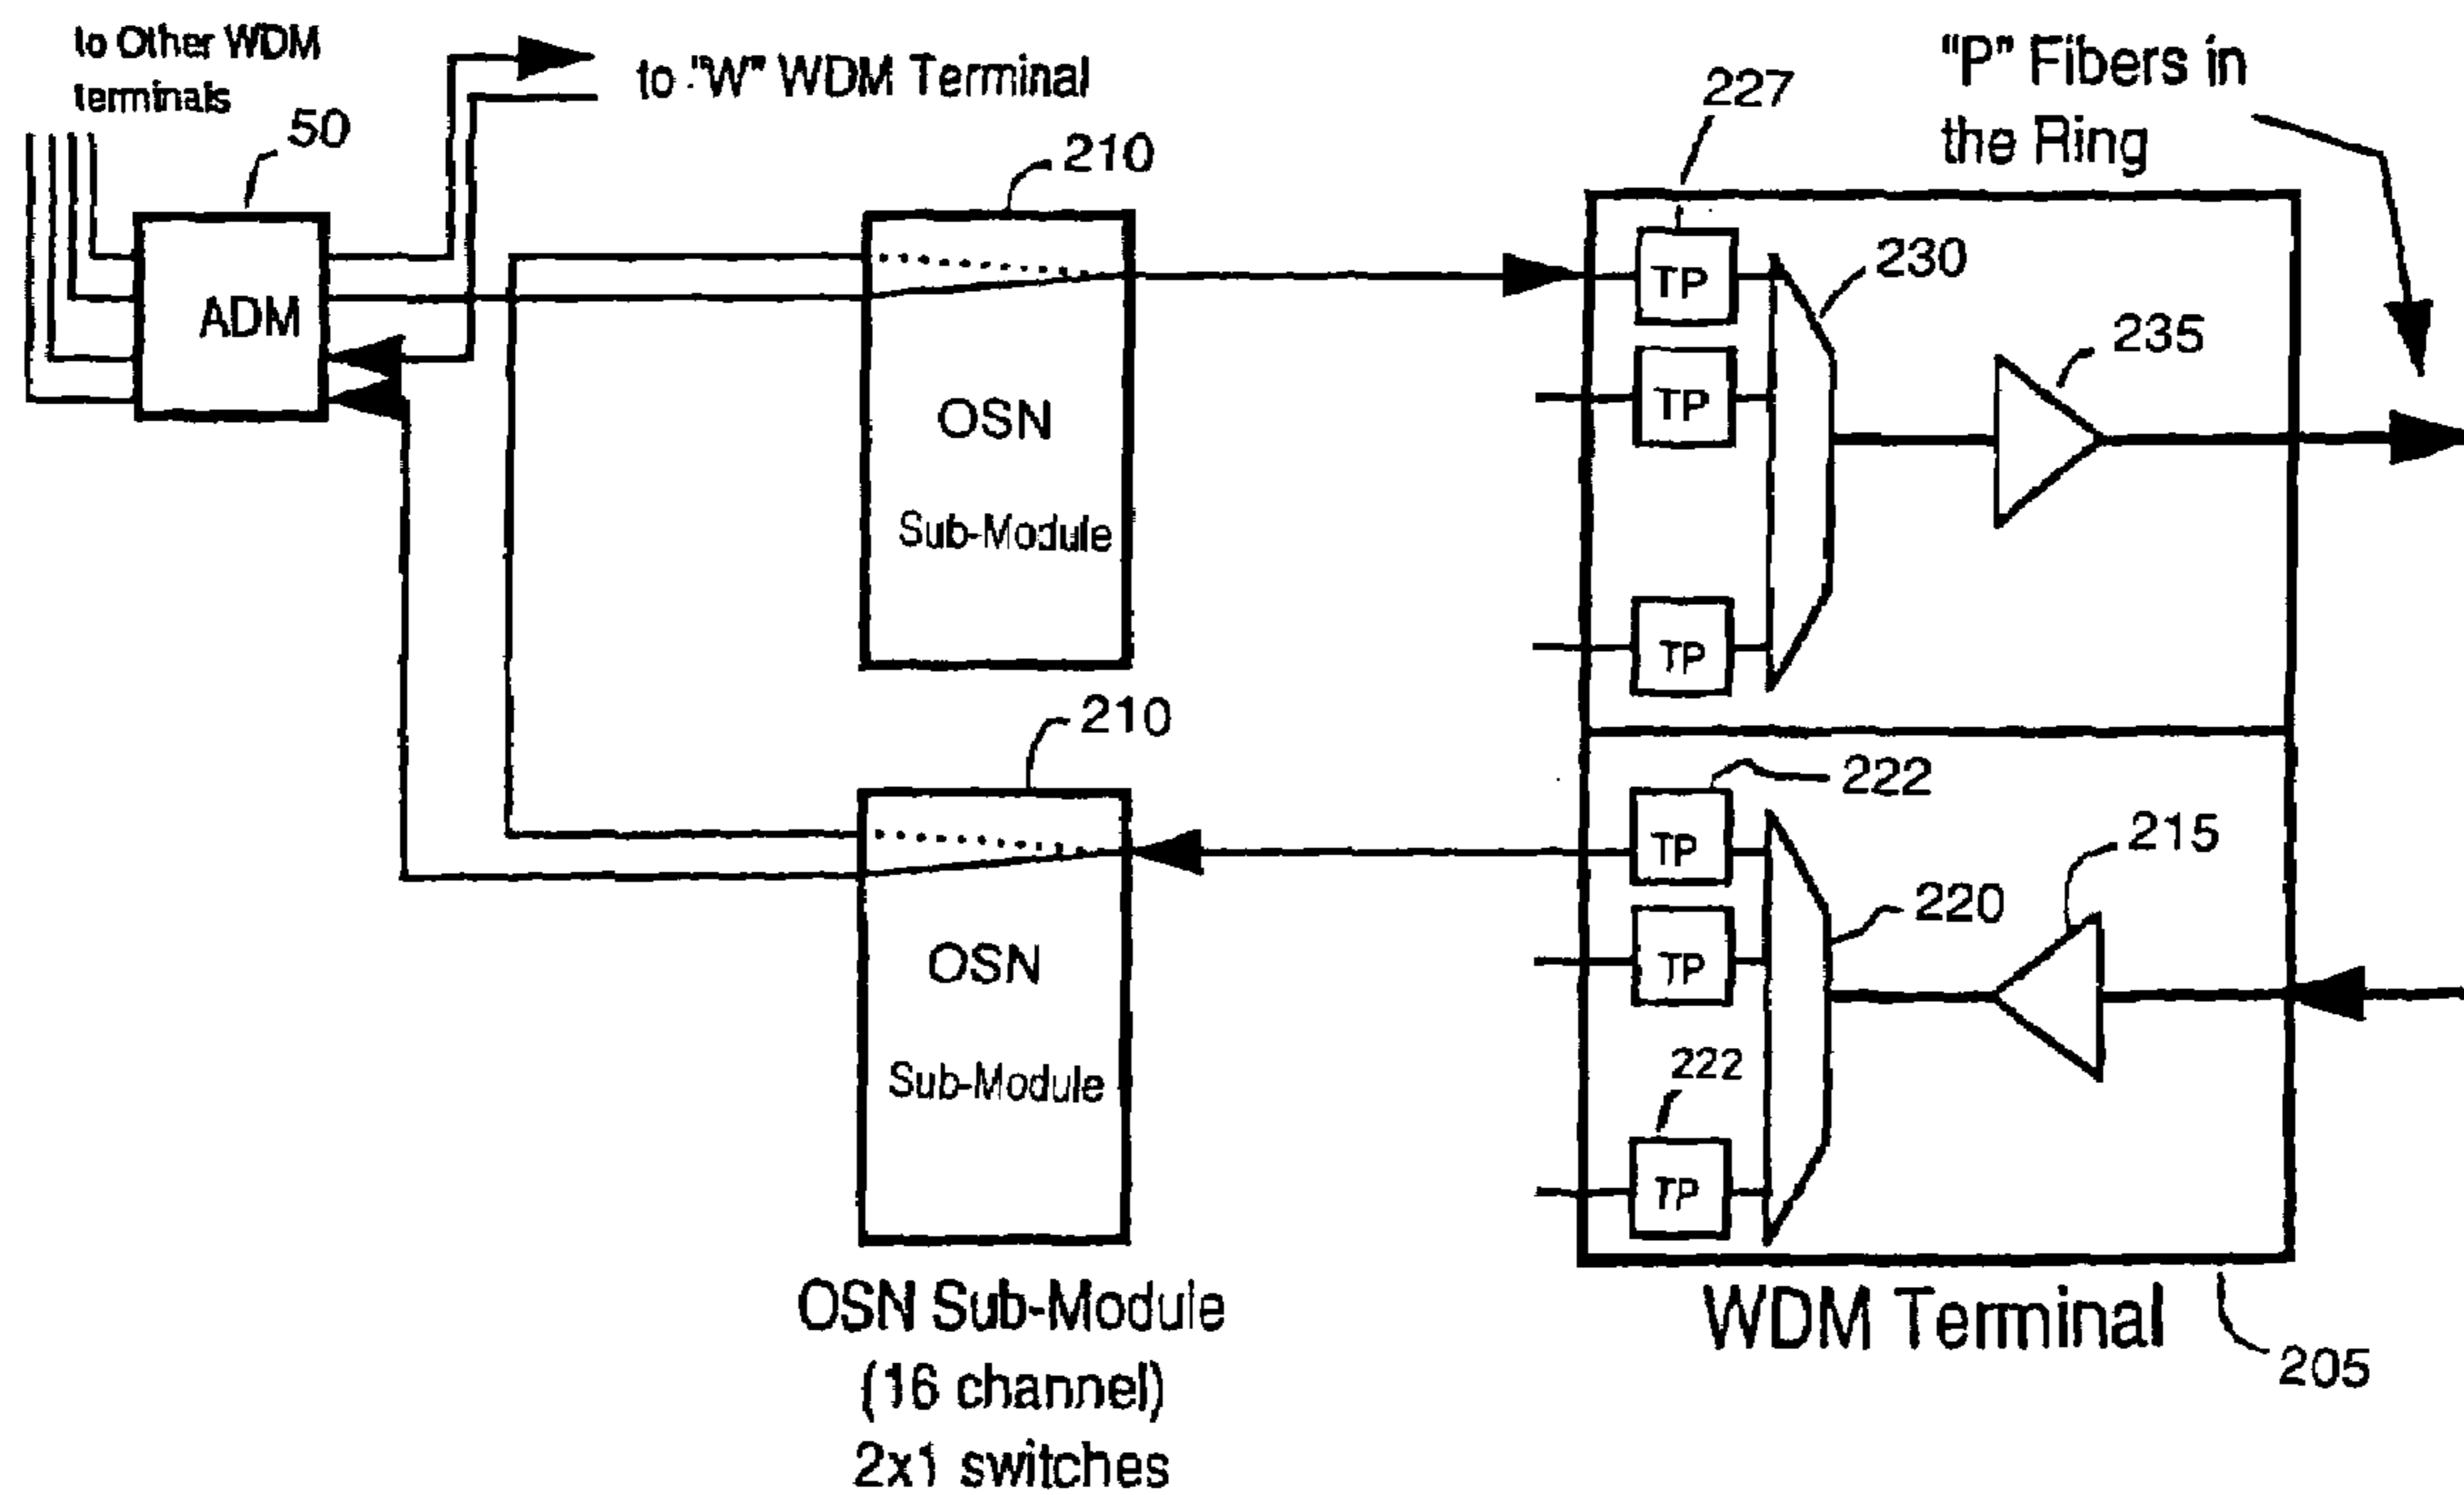 to Other WDM
terminals
50
to "W" WDM Terminal
210
227
"P" Fibers in
the Ring
ADM
OSN
Sub-Module
TP
230
TP
235
TP
210
OSN
Sub-Module
222
TP
215
TP
220
222
TP
OSN Sub-Module
(16 channel)
2x1 switches
WDM Terminal
205